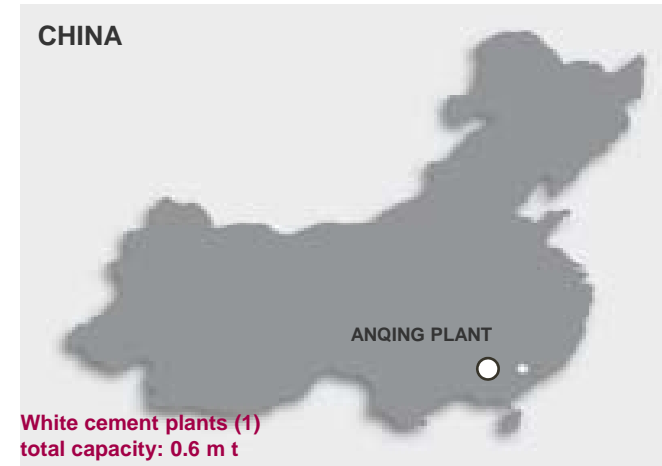 CHINA
ANQING PLANT
White cement plants (1)
total capacity: 0.6 m t